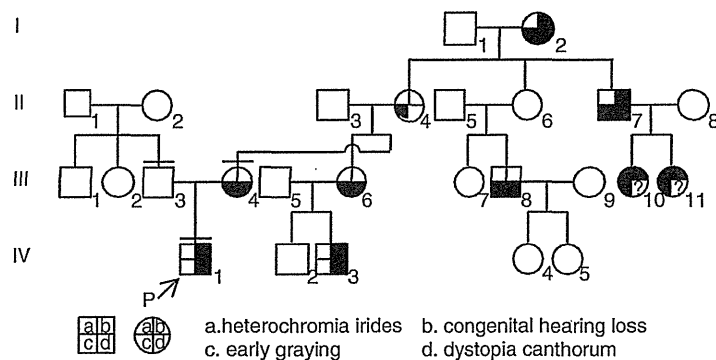 I
1 2
II
1 2 3 4 5 6 7 8
III
1 2 3 4 5 6 7 8 9 ? 10 ? 11
IV
1 2 3 4 5
P
a b a b
c d c d
a.heterochromia irides b. congenital hearing loss
c. early graying d. dystopia canthorum